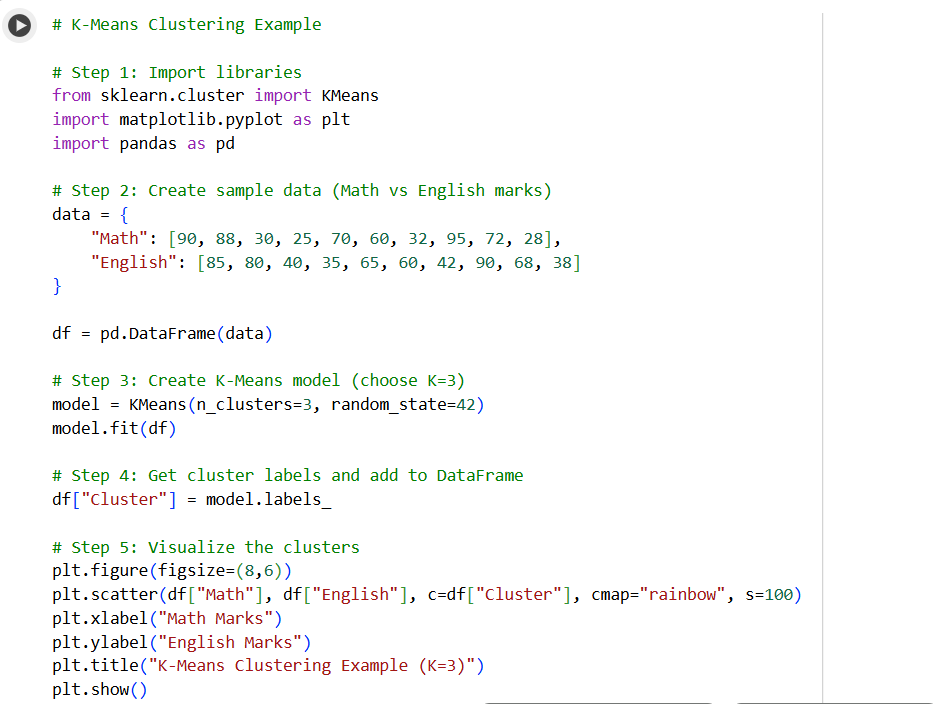 # K-Means Clustering Example
# Step 1: Import libraries
from sklearn.cluster import KMeans
import matplotlib.pyplot as plt
import pandas as pd
# Step 2: Create sample data (Math vs English marks)
data = {
    "Math": [90, 88, 30, 25, 70, 60, 32, 95, 72, 28],
    "English": [85, 80, 40, 35, 65, 60, 42, 90, 68, 38]
}
df = pd.DataFrame(data)
# Step 3: Create K-Means model (choose K=3)
model = KMeans(n_clusters=3, random_state=42)
model.fit(df)
# Step 4: Get cluster labels and add to DataFrame
df["Cluster"] = model.labels_
# Step 5: Visualize the clusters
plt.figure(figsize=(8,6))
plt.scatter(df["Math"], df["English"], c=df["Cluster"], cmap="rainbow", s=100)
plt.xlabel("Math Marks")
plt.ylabel("English Marks")
plt.title("K-Means Clustering Example (K=3)")
plt.show()